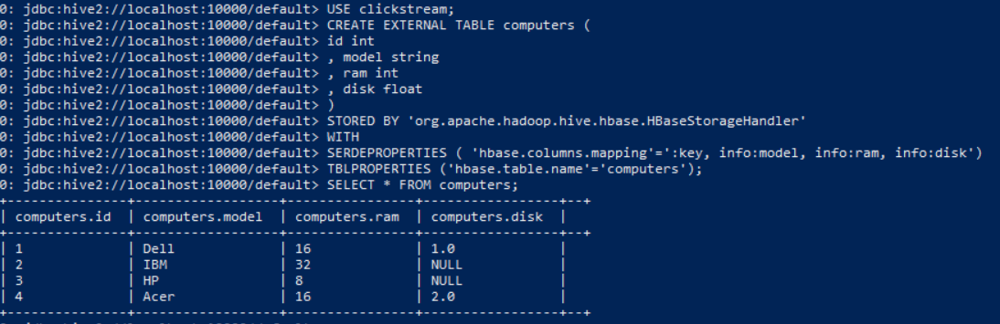 0: jdbc:hive2://localhost:10000/default> USE clickstream;
0: jdbc:hive2://localhost:10000/default> CREATE EXTERNAL TABLE computers (
0: jdbc:hive2://localhost:10000/default> id int
0: jdbc:hive2://localhost:10000/default> , model string
0: jdbc:hive2://localhost:10000/default> , ram int
0: jdbc:hive2://localhost:10000/default> , disk float
0: jdbc:hive2://localhost:10000/default> )
0: jdbc:hive2://localhost:10000/default> STORED BY 'org.apache.hadoop.hive.hbase.HBaseStorageHandler'
0: jdbc:hive2://localhost:10000/default> WITH
0: jdbc:hive2://localhost:10000/default> SERDEPROPERTIES ( 'hbase.columns.mapping'=':key, info:model, info:ram, info:disk')
0: jdbc:hive2://localhost:10000/default> TBLPROPERTIES ('hbase.table.name'='computers');
0: jdbc:hive2://localhost:10000/default> SELECT * FROM computers;
+---------------+------------------+----------------+-----------------+--+
| computers.id | computers.model | computers.ram | computers.disk |
+---------------+------------------+----------------+-----------------+--+
| 1 | Dell | 16 | 1.0 |
| 2 | IBM | 32 | NULL |
| 3 | HP | 8 | NULL |
| 4 | Acer | 16 | 2.0 |
+---------------+------------------+----------------+-----------------+--+